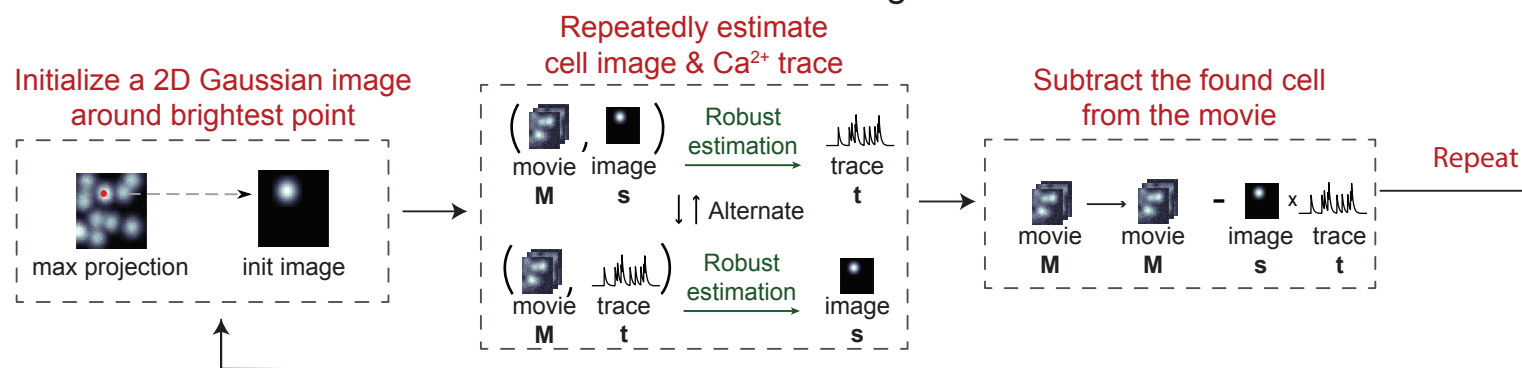 Initialize a 2D Gaussian image
around brightest point
max projection
init image
Repeatedly estimate
cell image & Ca²⁺ trace
( , )
movie image
M s
Robust
estimation
trace
t
Alternate
( , )
movie trace
M t
Robust
estimation
image
s
Subtract the found cell
from the movie
- x
movie movie image trace
M M s t
Repeat